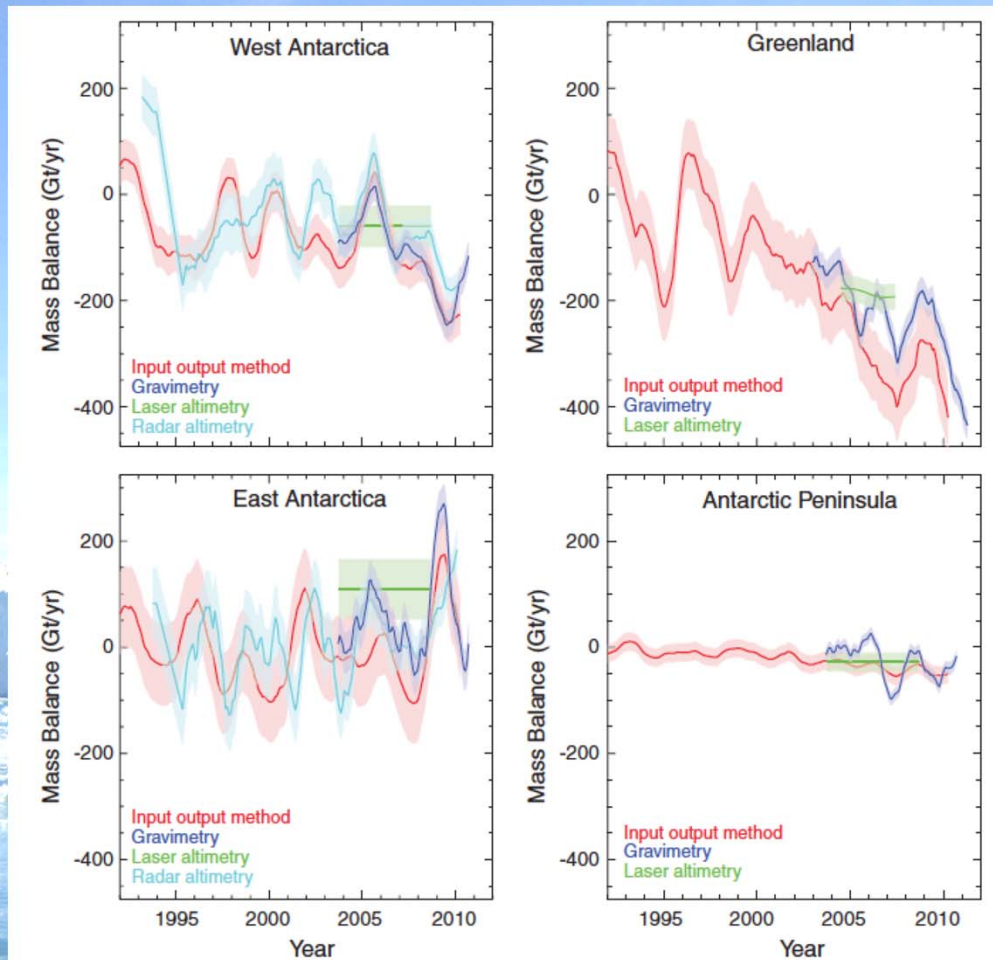 West Antarctica
Mass Balance (Gt/yr)
200
0
-200
-400
Input output method
Gravimetry
Laser altimetry
Radar altimetry
Greenland
Mass Balance (Gt/yr)
200
0
-200
-400
Input output method
Gravimetry
Laser altimetry
East Antarctica
Mass Balance (Gt/yr)
200
0
-200
-400
Input output method
Gravimetry
Laser altimetry
Radar altimetry
1995 2000 2005 2010
Year
Antarctic Peninsula
Mass Balance (Gt/yr)
200
0
-200
-400
Input output method
Gravimetry
Laser altimetry
1995 2000 2005 2010
Year